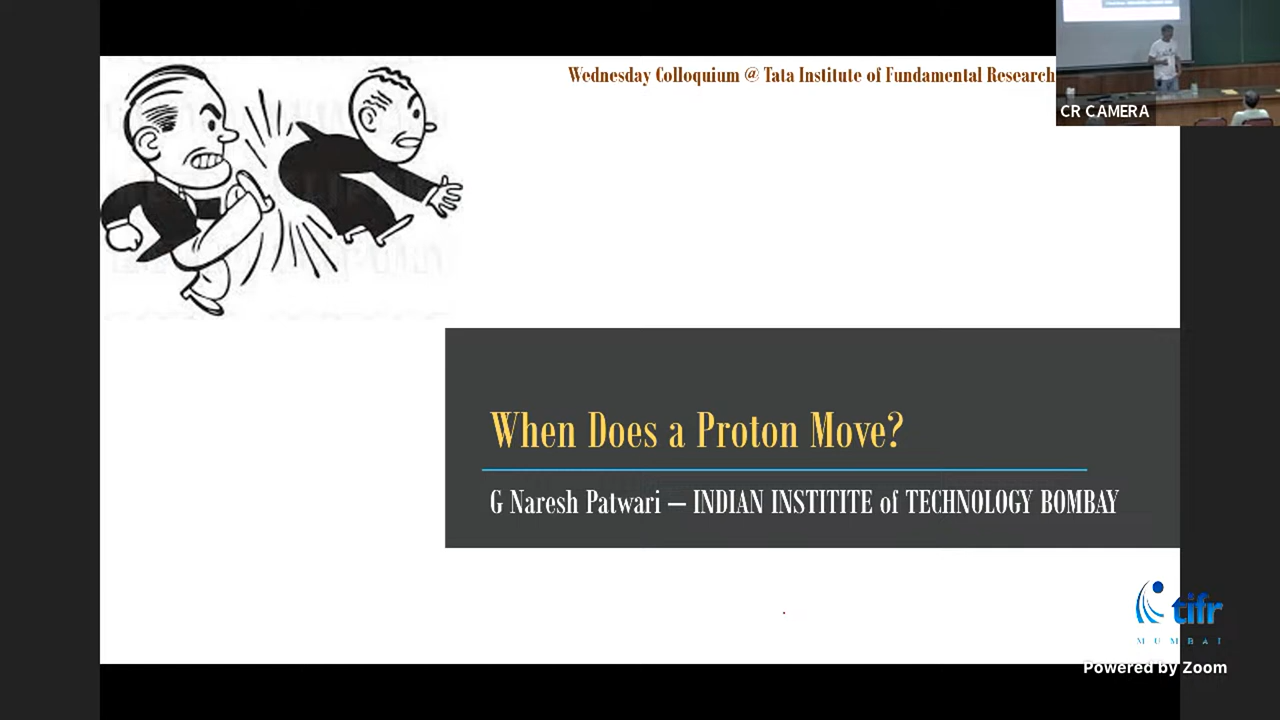 Wednesday Colloquium @ Tata Institute of Fundamental Research
CR CAMERA
When Does a Proton Move?
G Naresh Patwari – INDIAN INSTITITE of TECHNOLOGY BOMBAY
tifr
MUMBAI
Powered by Zoom